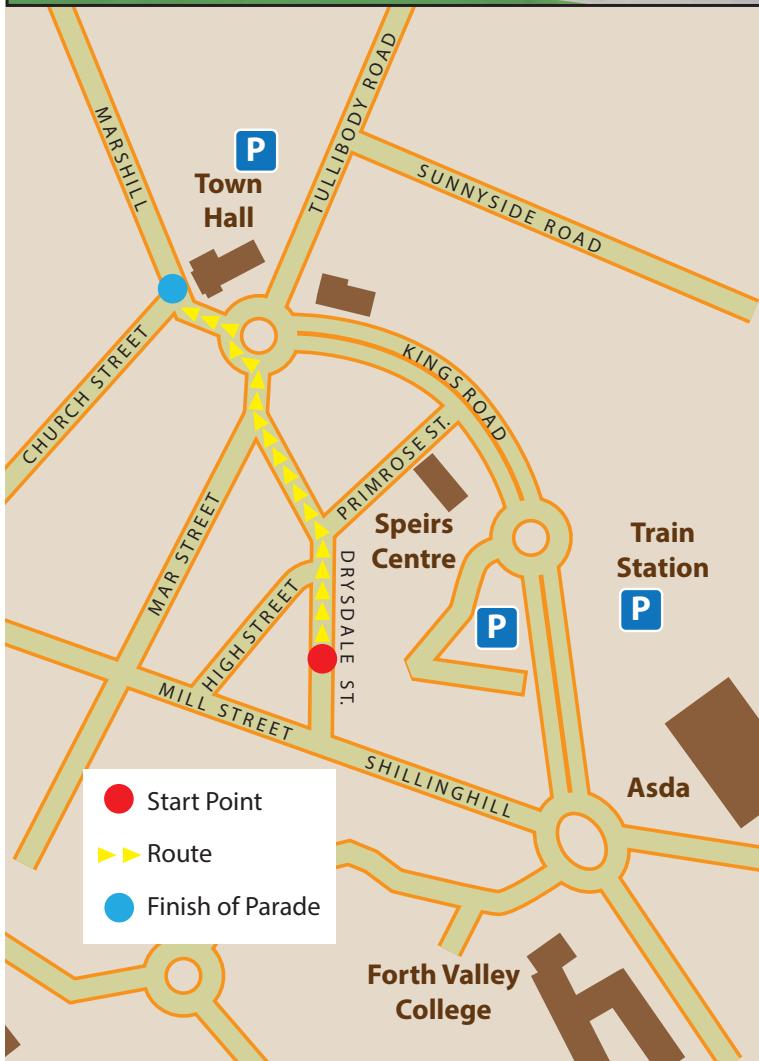 MARSHILL
TULLIBODY ROAD
P
Town
Hall
SUNNYSIDE ROAD
CHURCH STREET
KINGS ROAD
PRIMROSE ST.
Speirs
Centre
Train
Station
P
MAR STREET
HIGH STREET
DRYSDALE ST.
P
MILL STREET
SHILLINGHILL
Asda
Start Point
Route
Finish of Parade
Forth Valley
College